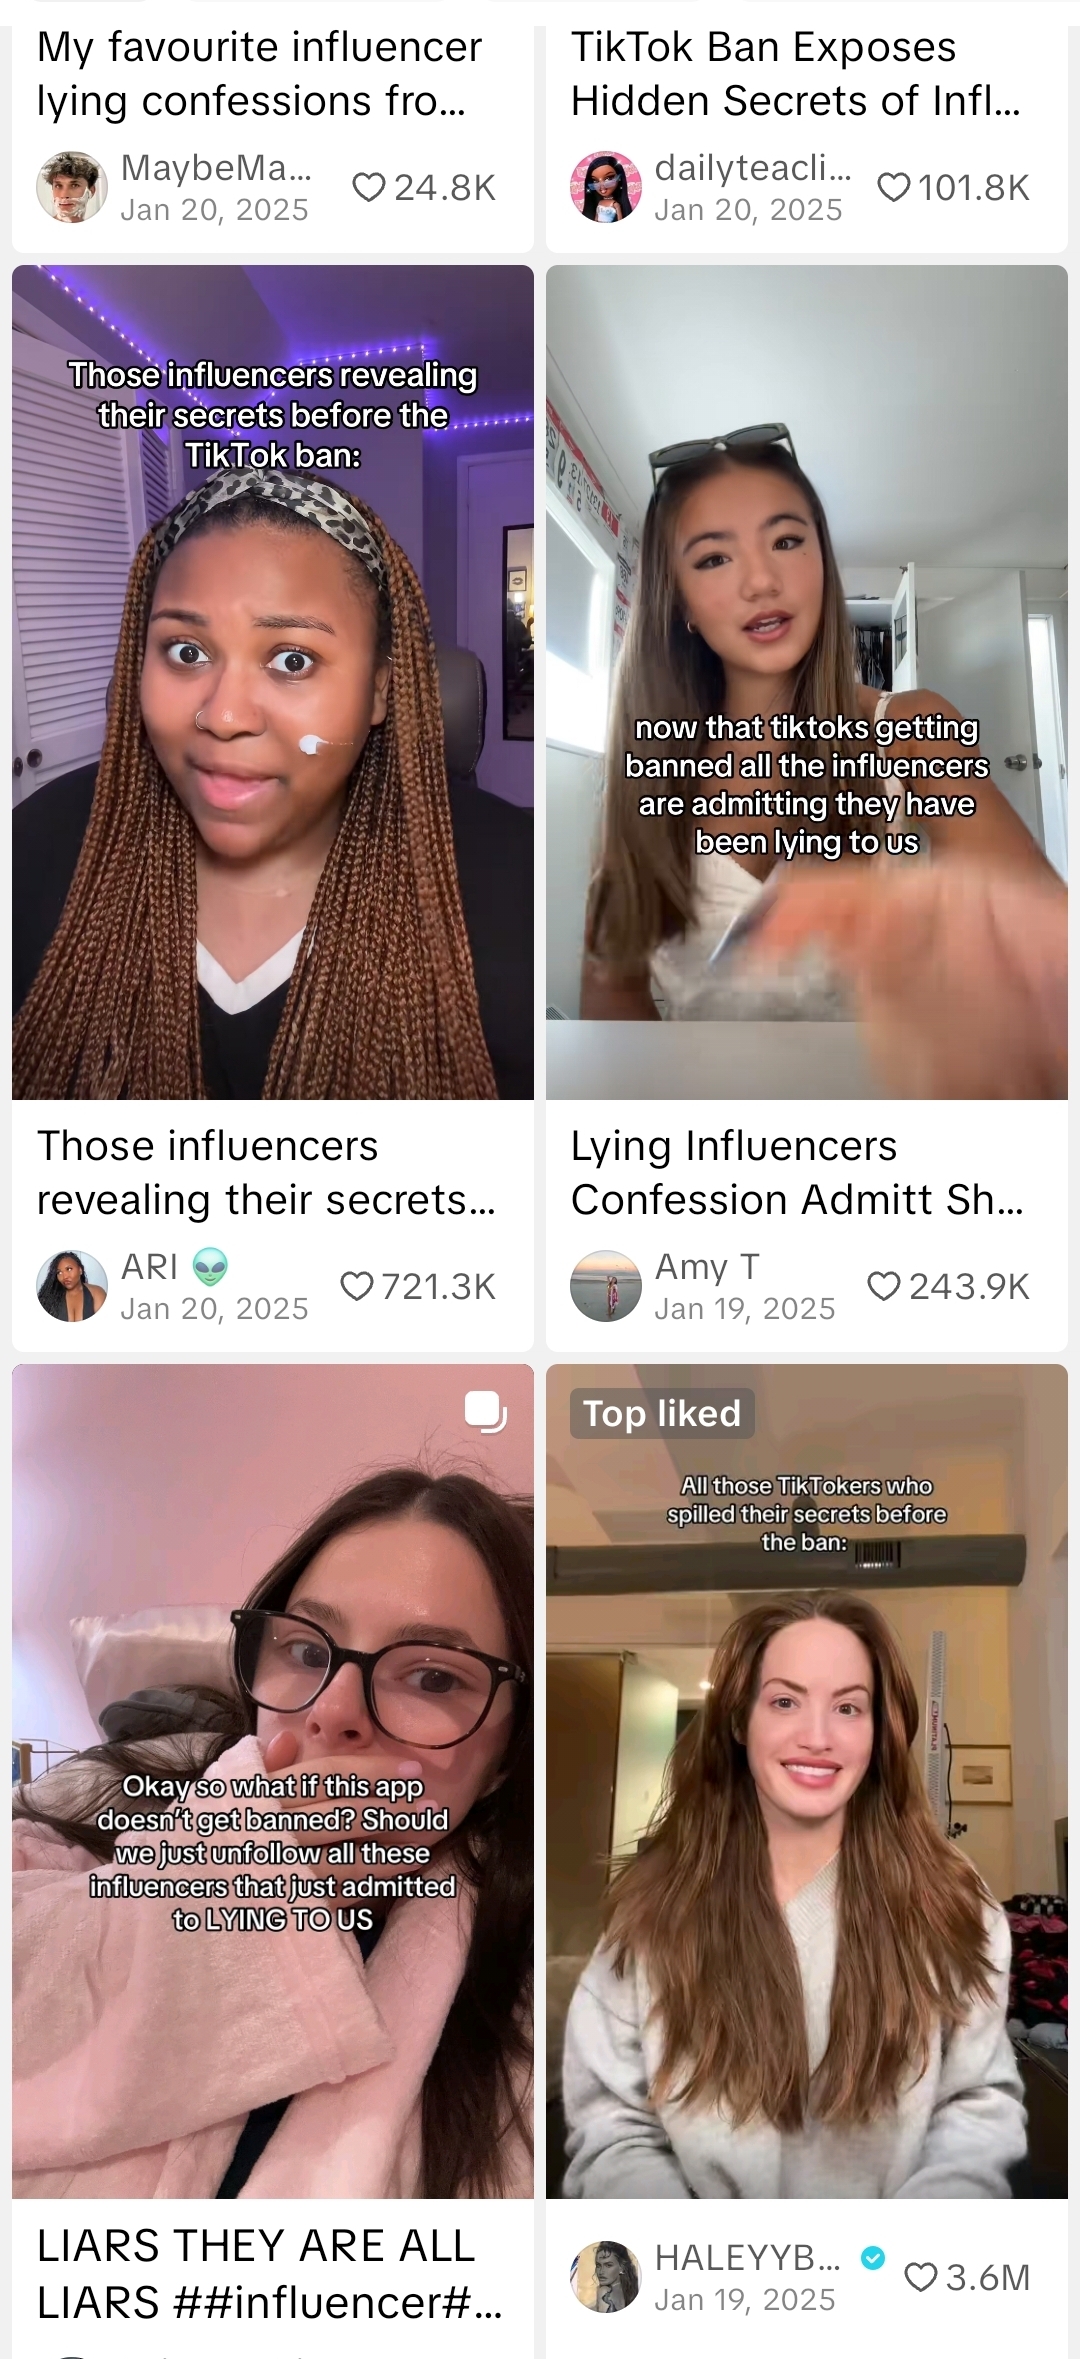 My favourite influencer
lying confessions fro...
MaybeMa...
Jan 20, 2025
24.8K
TikTok Ban Exposes
Hidden Secrets of Infl...
dailyteacli...
Jan 20, 2025
101.8K
Those influencers revealing
their secrets before the
TikTok ban:
Those influencers
revealing their secrets...
ARI 👽
Jan 20, 2025
721.3K
now that tiktoks getting
banned all the influencers
are admitting they have
been lying to us
Lying Influencers
Confession Admitt Sh...
Amy T
Jan 19, 2025
243.9K
Okay so what if this app
doesn't get banned? Should
we just unfollow all these
influencers that just admitted
to LYING TO US
LIARS THEY ARE ALL
LIARS ##influencer#...
Top liked
All those TikTokers who
spilled their secrets before
the ban:
HALEYYB...
Jan 19, 2025
3.6M